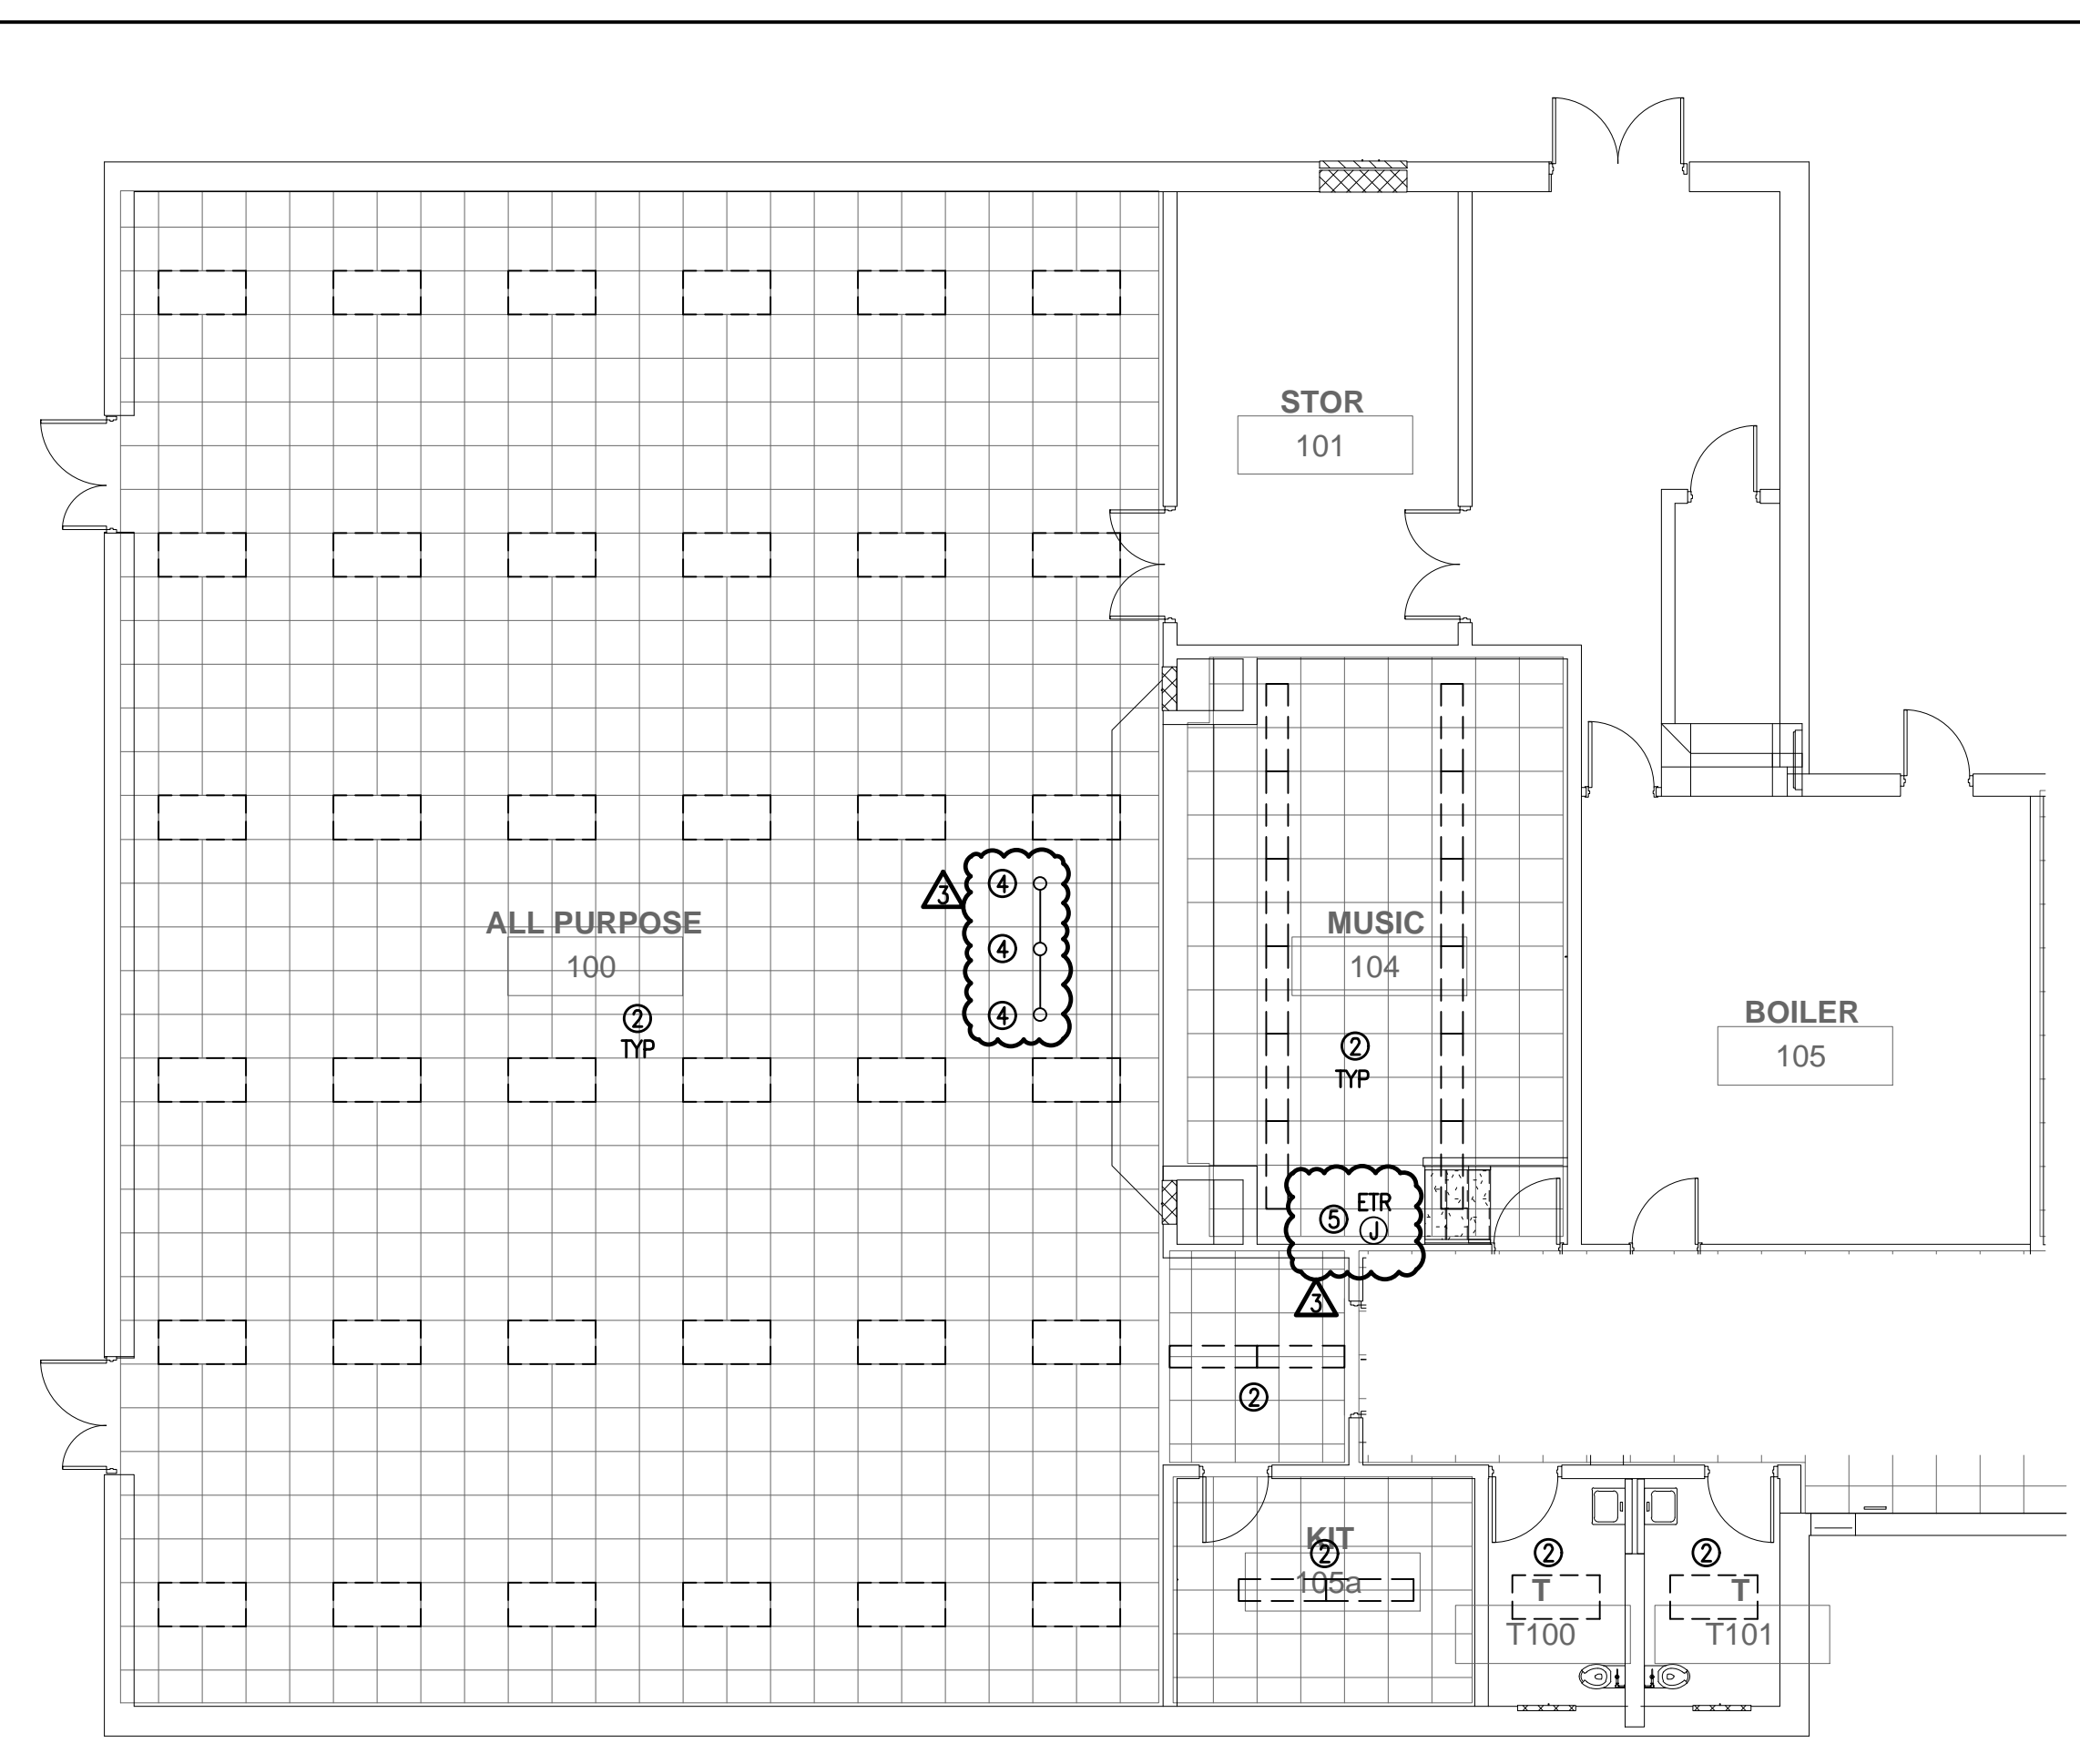 STOR
101
3
4
4
4
ALL PURPOSE
100
2
TYP
MUSIC
104
2
TYP
BOILER
105
ETR
5 J
3
2
KIT
2
105a
2
T
T100
2
T
T101